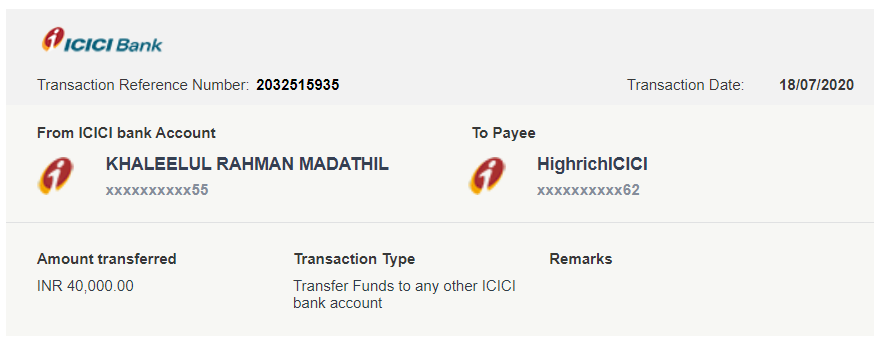 ICICI Bank
Transaction Reference Number: 2032515935
Transaction Date: 18/07/2020
From ICICI bank Account
To Payee
KHALEELUL RAHMAN MADATHIL
xxxxxxxxxx55
HighrichICICI
xxxxxxxxxx62
Amount transferred
Transaction Type
Remarks
INR 40,000.00
Transfer Funds to any other ICICI
bank account